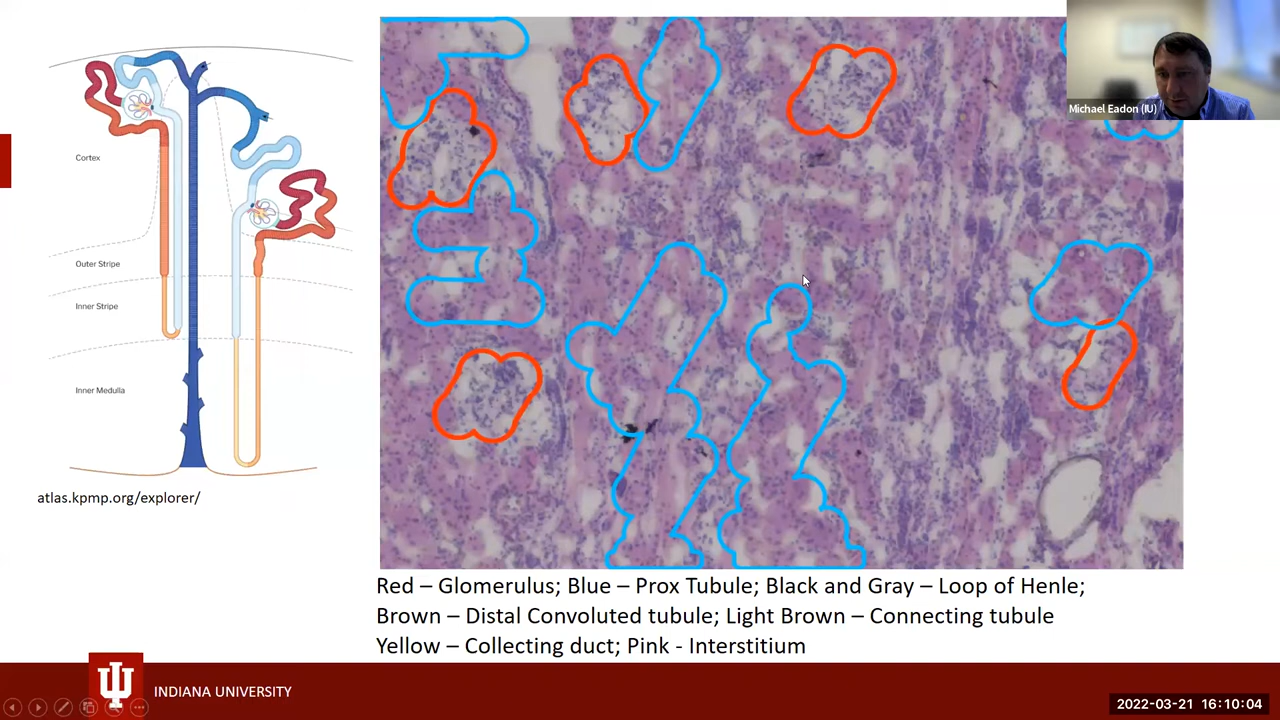 Michael Eadon (IU)
Cortex
Outer Stripe
Inner Stripe
Inner Medulla
atlas.kpmp.org/explorer/
Red – Glomerulus; Blue – Prox Tubule; Black and Gray – Loop of Henle;
Brown – Distal Convoluted tubule; Light Brown – Connecting tubule
Yellow – Collecting duct; Pink - Interstitium
INDIANA UNIVERSITY
2022-03-21 16:10:04